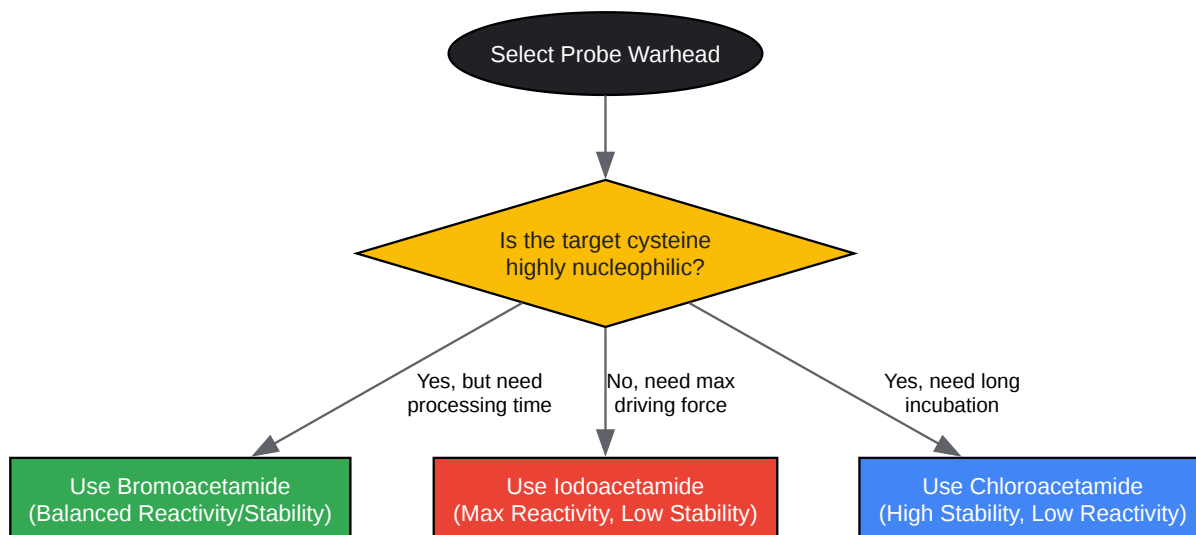 Select Probe Warhead
Is the target cysteine
highly nucleophilic?
Yes, but need
processing time
No, need max
driving force
Yes, need long
incubation
Use Bromoacetamide
(Balanced Reactivity/Stability)
Use Iodoacetamide
(Max Reactivity, Low Stability)
Use Chloroacetamide
(High Stability, Low Reactivity)